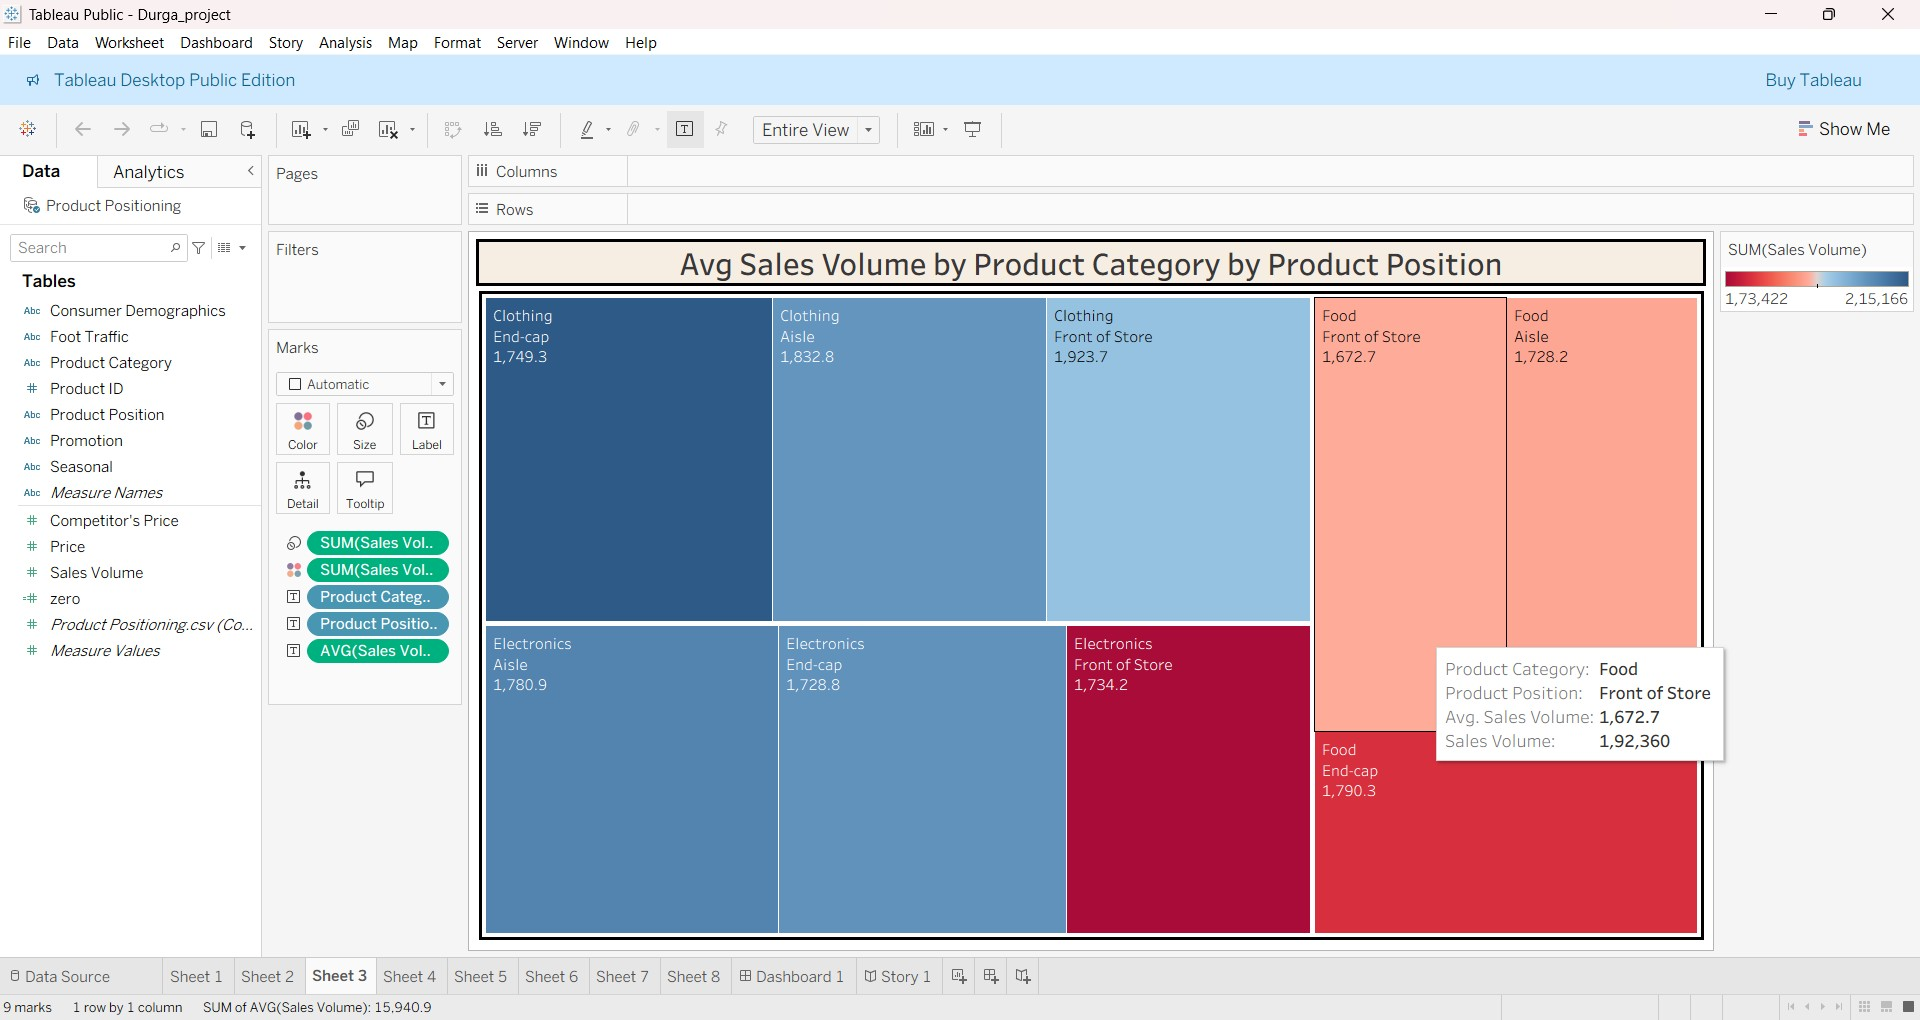 Tableau Public - Durga_project
File Data Worksheet Dashboard Story Analysis Map Format Server Window Help
Tableau Desktop Public Edition
Buy Tableau
Entire View
Show Me
Data
Analytics
Product Positioning
Search
Tables
Abc Consumer Demographics
Abc Foot Traffic
Abc Product Category
# Product ID
Abc Product Position
Abc Promotion
Abc Seasonal
Abc Measure Names
# Competitor's Price
# Price
# Sales Volume
=# zero
# Product Positioning.csv (Co...
# Measure Values
Pages
Filters
Marks
Automatic
Color
Size
Label
Detail
Tooltip
SUM(Sales Vol..
SUM(Sales Vol..
Product Categ..
Product Positio..
AVG(Sales Vol..
Columns
Rows
Avg Sales Volume by Product Category by Product Position
Clothing
End-cap
1,749.3
Clothing
Aisle
1,832.8
Clothing
Front of Store
1,923.7
Food
Front of Store
1,672.7
Food
Aisle
1,728.2
Electronics
Aisle
1,780.9
Electronics
End-cap
1,728.8
Electronics
Front of Store
1,734.2
Food
End-cap
1,790.3
Product Category: Food
Product Position: Front of Store
Avg. Sales Volume: 1,672.7
Sales Volume: 1,92,360
SUM(Sales Volume)
1,73,422 2,15,166
Data Source
Sheet 1
Sheet 2
Sheet 3
Sheet 4
Sheet 5
Sheet 6
Sheet 7
Sheet 8
Dashboard 1
Story 1
9 marks 1 row by 1 column SUM of AVG(Sales Volume): 15,940.9